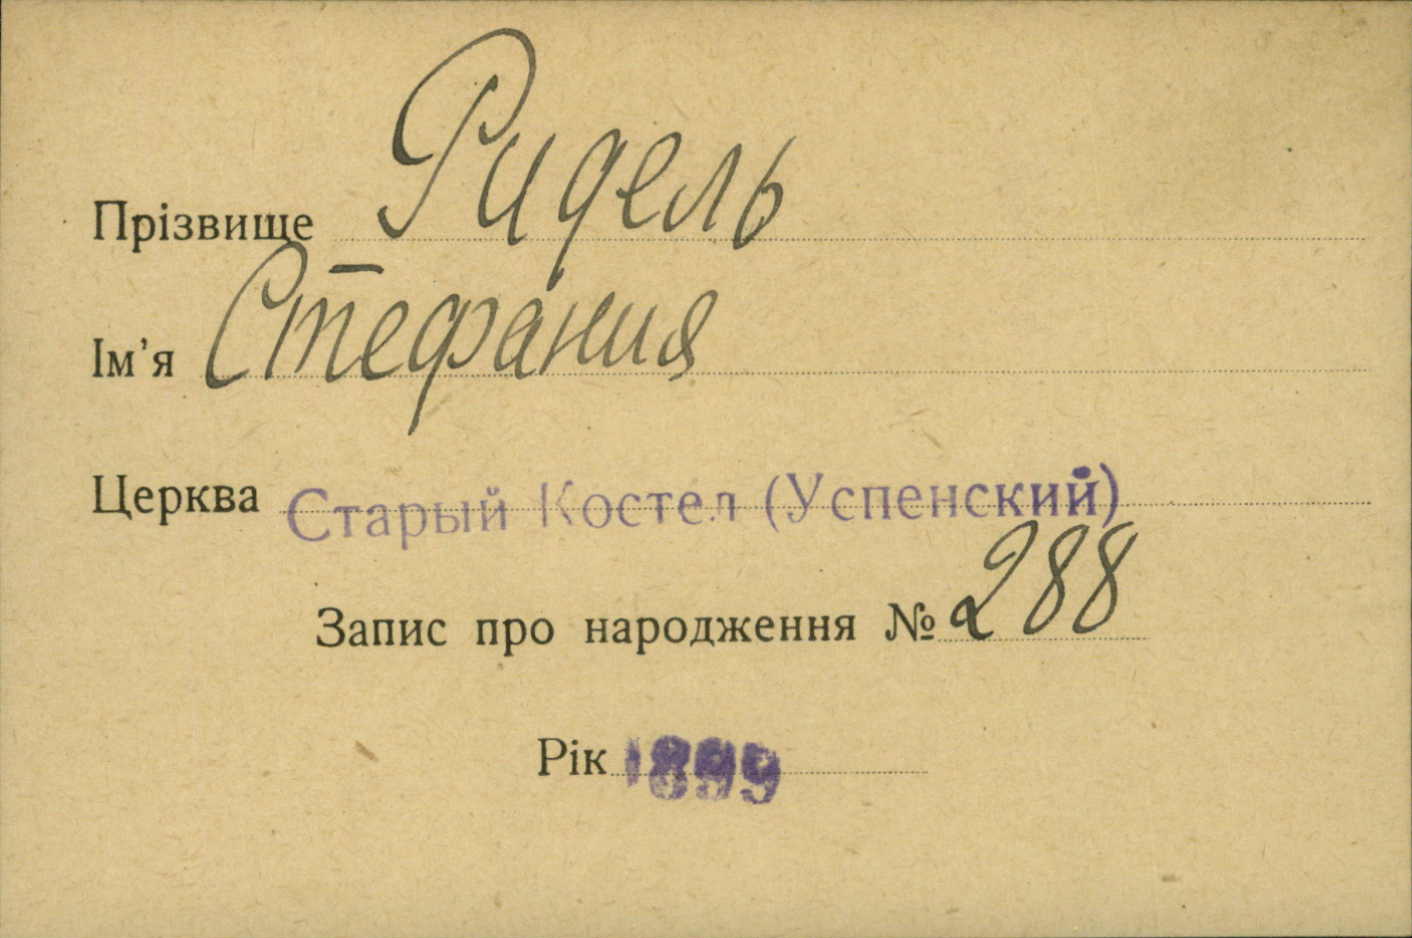 Прізвище Ридель
Ім'я Стефания
Церква Старый Костел (Успенский)
Запис про народження № 288
Рік 1899